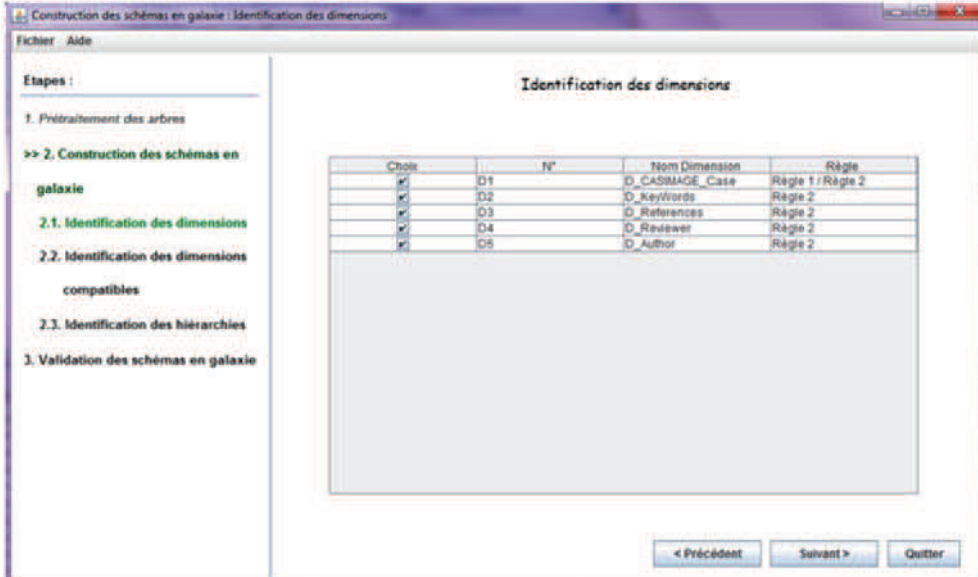 Construction des schémas en galaxie : Identification des dimensions
Fichier Aide
Etapes :
1. Prétraitement des arbres
>> 2. Construction des schémas en
galaxie
2.1. Identification des dimensions
2.2. Identification des dimensions
compatibles
2.3. Identification des hiérarchies
3. Validation des schémas en galaxie
Identification des dimensions
Choix N° Nom Dimension Règle
D1 D_CASIMAGE_Case Règle 1 / Règle 2
D2 D_KeyWords Règle 2
D3 D_References Règle 2
D4 D_Reviewer Règle 2
D5 D_Author Règle 2
< Précédent Suivant > Quitter